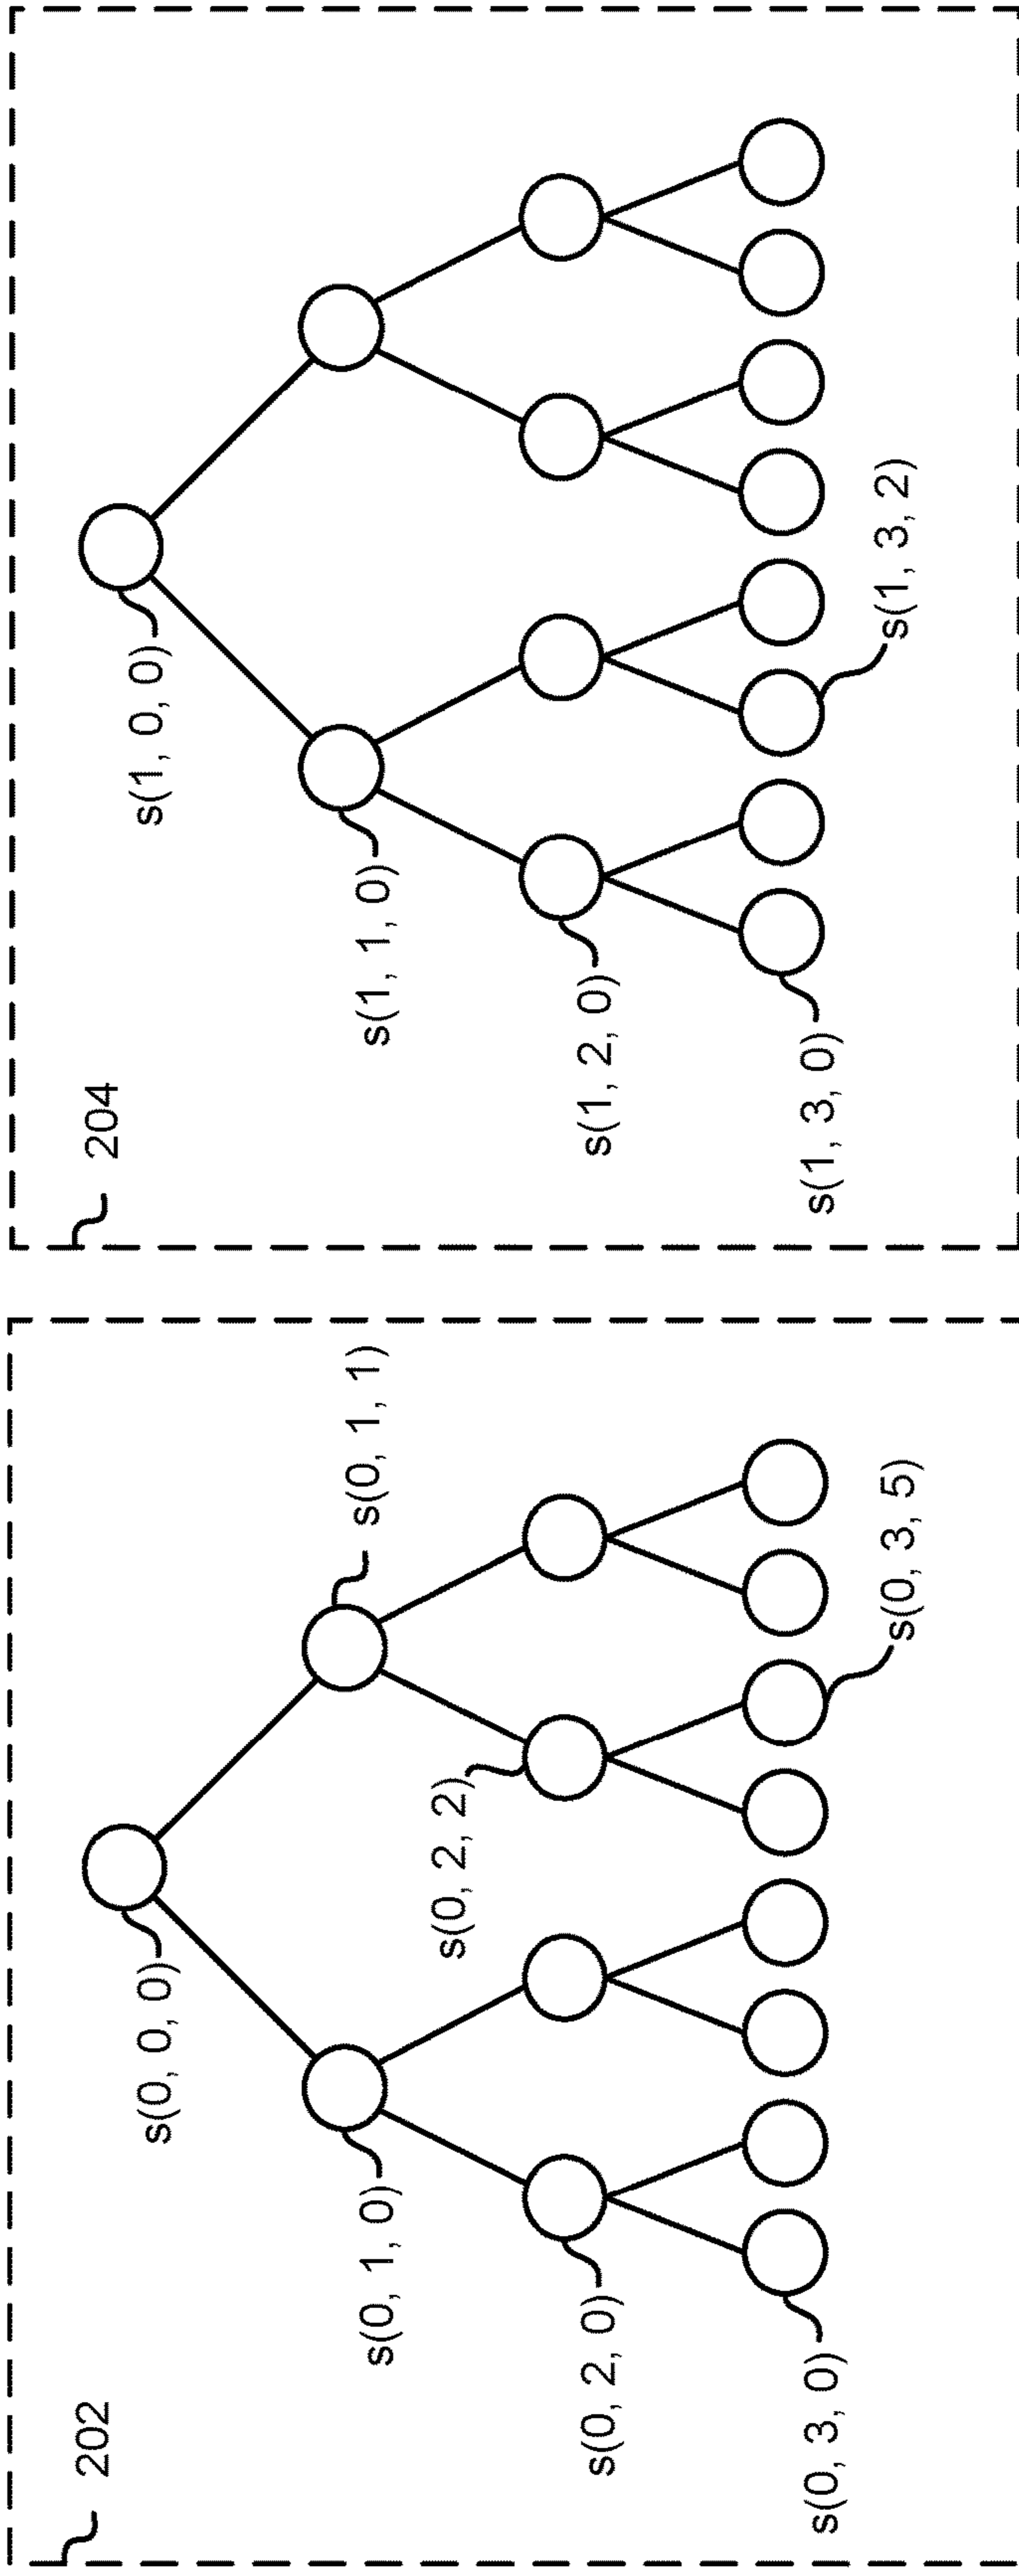 202
s(0, 0, 0)
s(0, 1, 0)
s(0, 1, 1)
s(0, 2, 0)
s(0, 2, 2)
s(0, 3, 0)
s(0, 3, 5)
204
s(1, 0, 0)
s(1, 1, 0)
s(1, 2, 0)
s(1, 3, 0)
s(1, 3, 2)